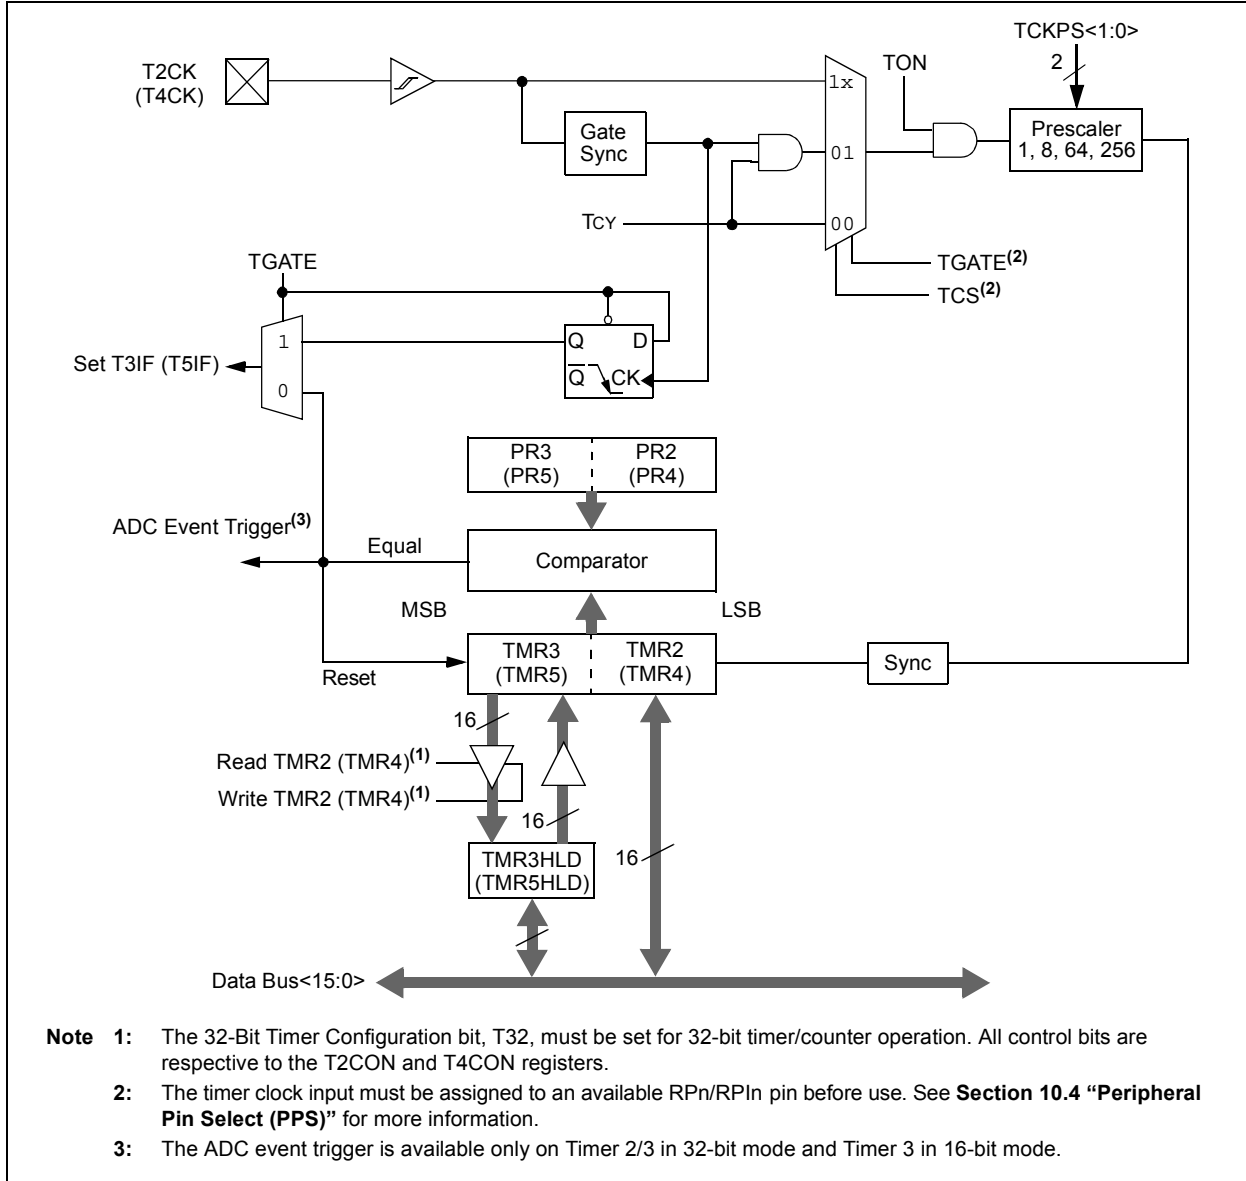 TCKPS<1:0>
2
T2CK
(T4CK)
TON
1x
Gate
Sync
01
Prescaler
1, 8, 64, 256
TCY
00
TGATE
TGATE(2)
TCS(2)
1
Q D
Set T3IF (T5IF)
0
Q CK
PR3
(PR5)
PR2
(PR4)
ADC Event Trigger(3)
Equal
Comparator
MSB
LSB
TMR3
(TMR5)
TMR2
(TMR4)
Sync
Reset
16
Read TMR2 (TMR4)(1)
Write TMR2 (TMR4)(1)
16
16
TMR3HLD
(TMR5HLD)
Data Bus<15:0>
Note 1: The 32-Bit Timer Configuration bit, T32, must be set for 32-bit timer/counter operation. All control bits are
respective to the T2CON and T4CON registers.
2: The timer clock input must be assigned to an available RPn/RPIn pin before use. See Section 10.4 “Peripheral
Pin Select (PPS)” for more information.
3: The ADC event trigger is available only on Timer 2/3 in 32-bit mode and Timer 3 in 16-bit mode.